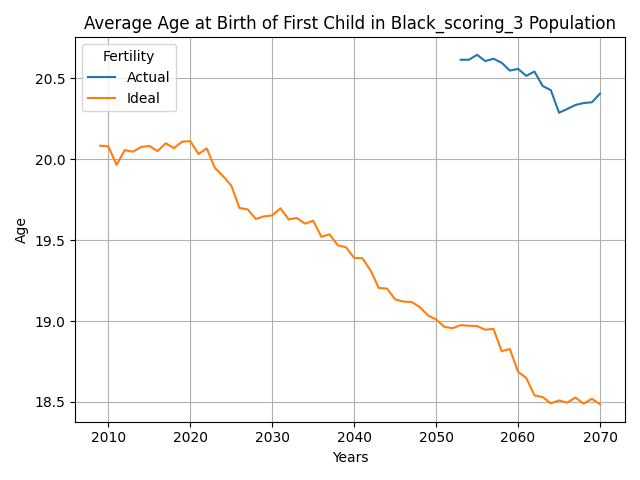 Average Age at Birth of First Child in Black_scoring_3 Population
Fertility
Actual
Ideal
Age
20.5
20.0
19.5
19.0
18.5
2010 2020 2030 2040 2050 2060 2070
Years